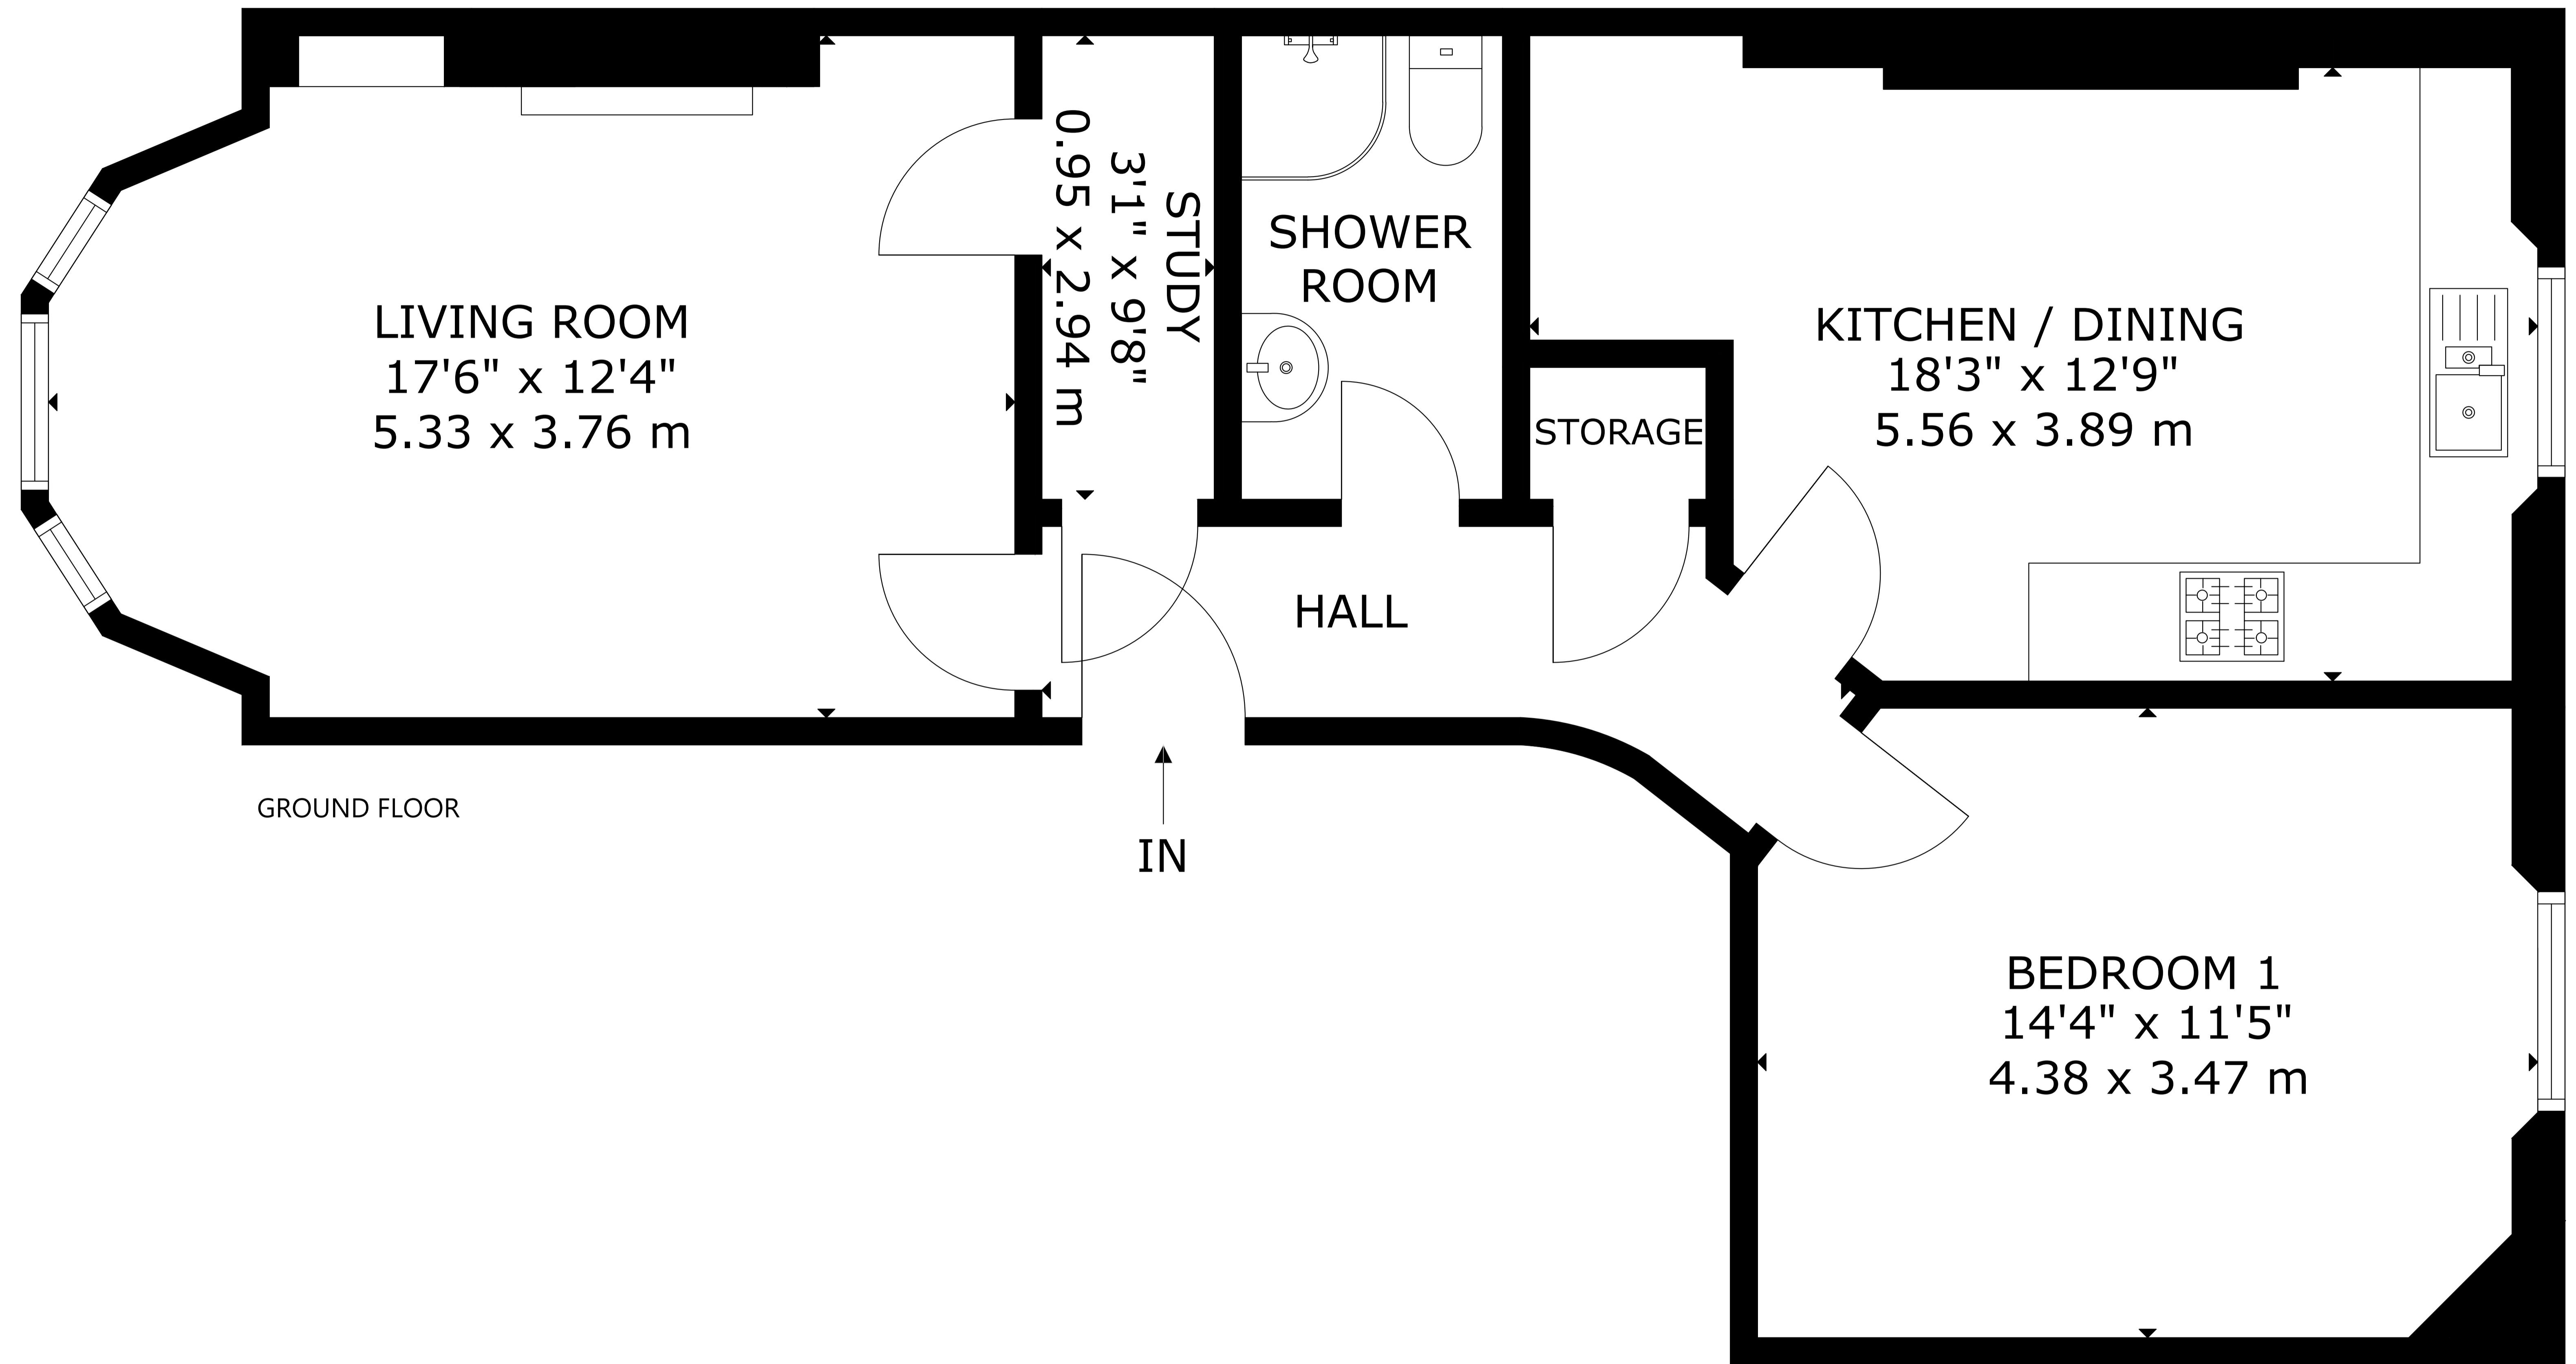 LIVING ROOM
17'6" x 12'4"
5.33 x 3.76 m
STUDY
3'1" x 9'8"
0.95 x 2.94 m
SHOWER
ROOM
STORAGE
KITCHEN / DINING
18'3" x 12'9"
5.56 x 3.89 m
HALL
GROUND FLOOR
IN
BEDROOM 1
14'4" x 11'5"
4.38 x 3.47 m